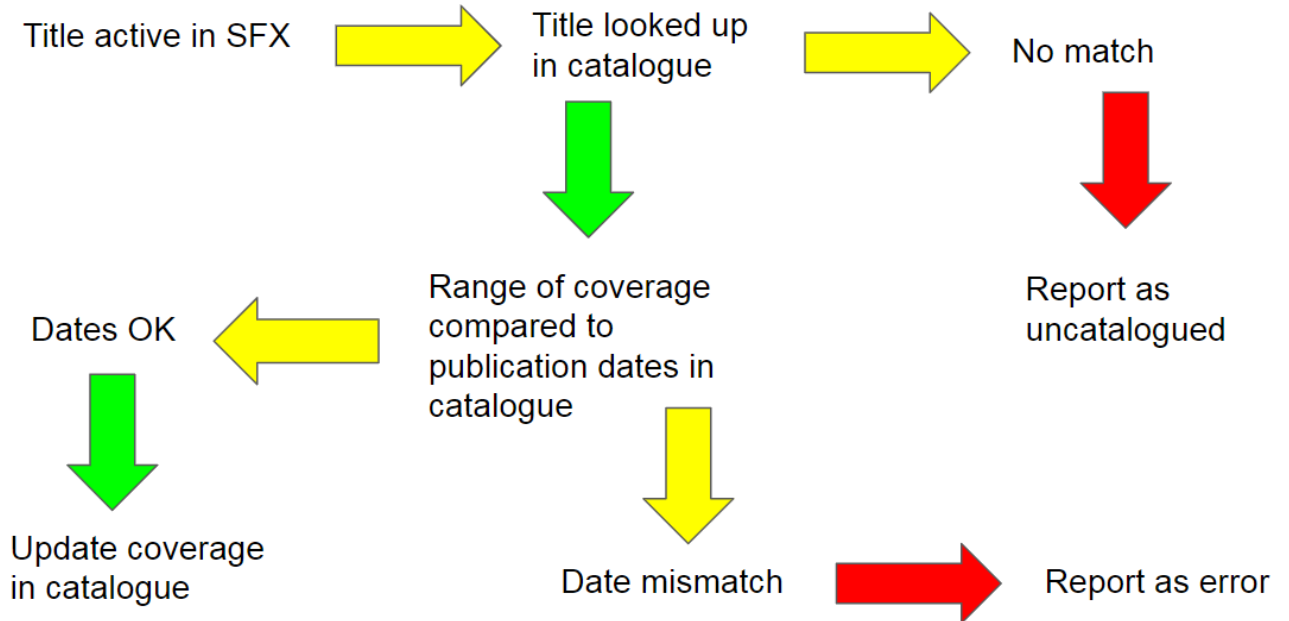 Title active in SFX
Title looked up
in catalogue
No match
Report as
uncatalogued
Range of coverage
compared to
publication dates in
catalogue
Dates OK
Update coverage
in catalogue
Date mismatch
Report as error